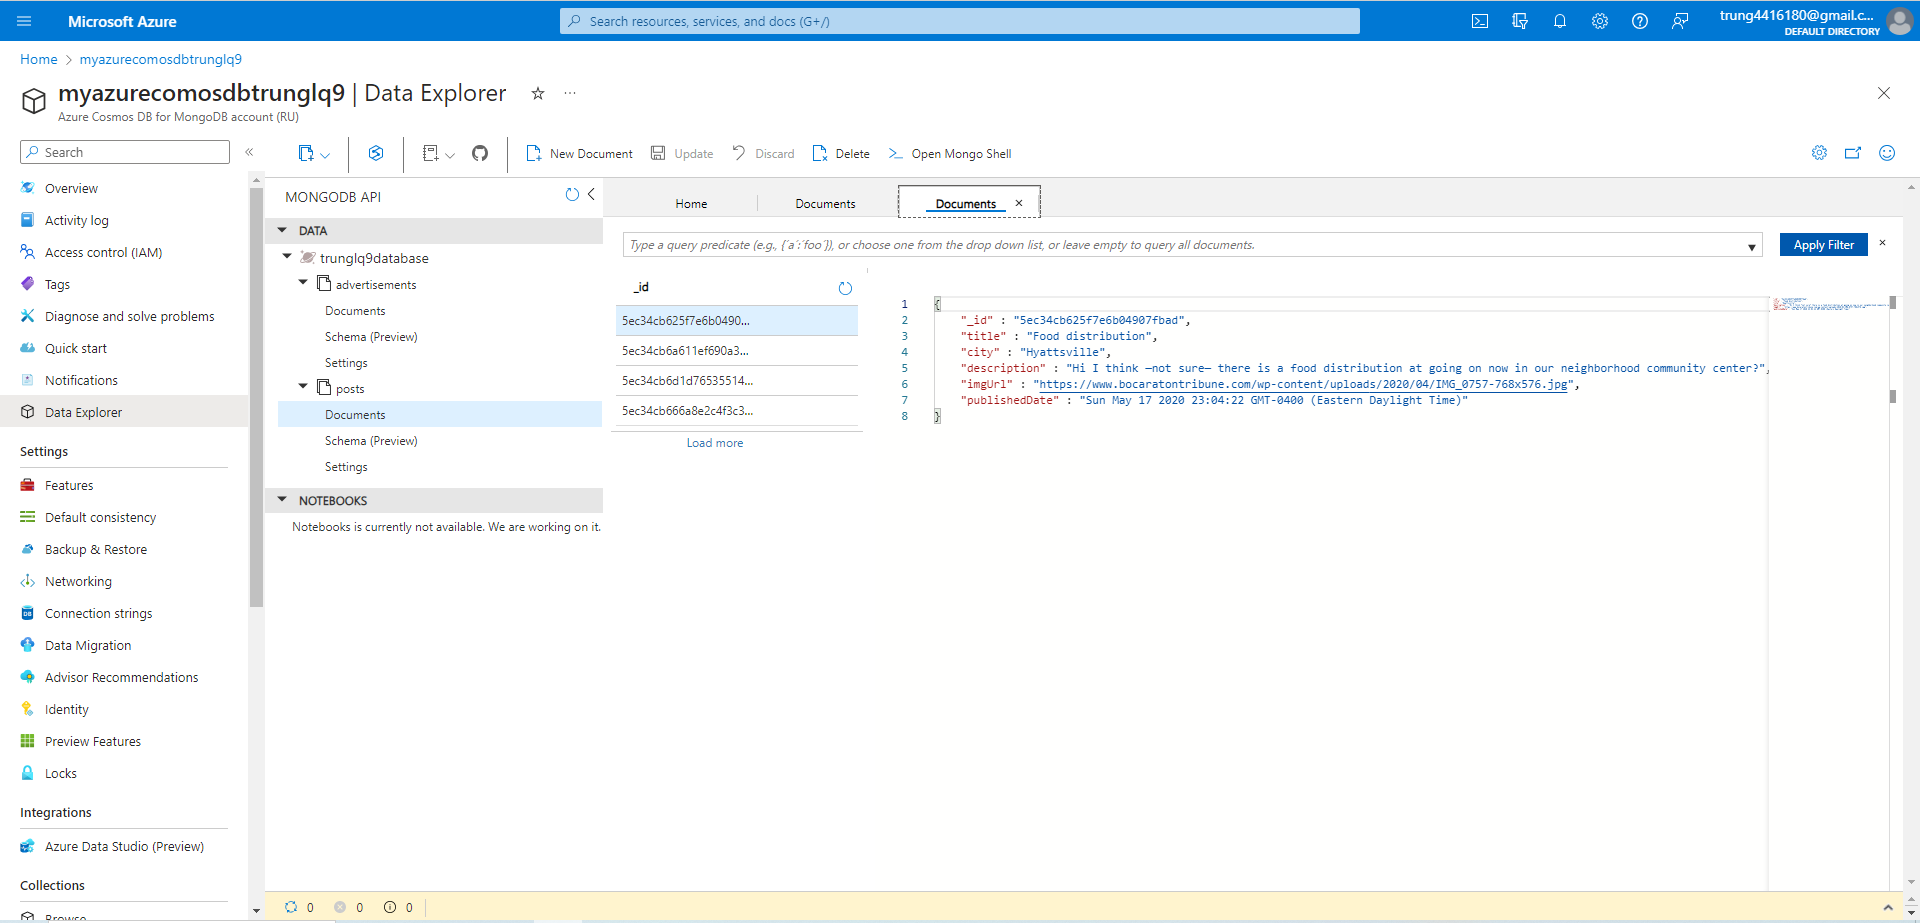 Microsoft Azure
Search resources, services, and docs (G+/)
trung4416180@gmail.c...
DEFAULT DIRECTORY
Home > myazurecomosdbtrunglq9
myazurecomosdbtrunglq9 | Data Explorer
Azure Cosmos DB for MongoDB account (RU)
Search
New Document
Update
Discard
Delete
Open Mongo Shell
Overview
Activity log
Access control (IAM)
Tags
Diagnose and solve problems
Quick start
Notifications
Data Explorer
Settings
Features
Default consistency
Backup & Restore
Networking
Connection strings
Data Migration
Advisor Recommendations
Identity
Preview Features
Locks
Integrations
Azure Data Studio (Preview)
Collections
Browse
MONGODB API
DATA
trunglq9database
advertisements
Documents
Schema (Preview)
Settings
posts
Documents
Schema (Preview)
Settings
NOTEBOOKS
Notebooks is currently not available. We are working on it.
Home
Documents
Documents
Type a query predicate (e.g., {´a´:´foo´}), or choose one from the drop down list, or leave empty to query all documents.
Apply Filter
_id
5ec34cb625f7e6b0490...
5ec34cb6a611ef690a3...
5ec34cb6d1d76535514...
5ec34cb666a8e2c4f3c3...
Load more
1 {
2 "_id" : "5ec34cb625f7e6b04907fbad",
3 "title" : "Food distribution",
4 "city" : "Hyattsville",
5 "description" : "Hi I think —not sure— there is a food distribution at going on now in our neighborhood community center?",
6 "imgUrl" : "https://www.bocaratontribune.com/wp-content/uploads/2020/04/IMG_0757-768x576.jpg",
7 "publishedDate" : "Sun May 17 2020 23:04:22 GMT-0400 (Eastern Daylight Time)"
8 }
0 0 0